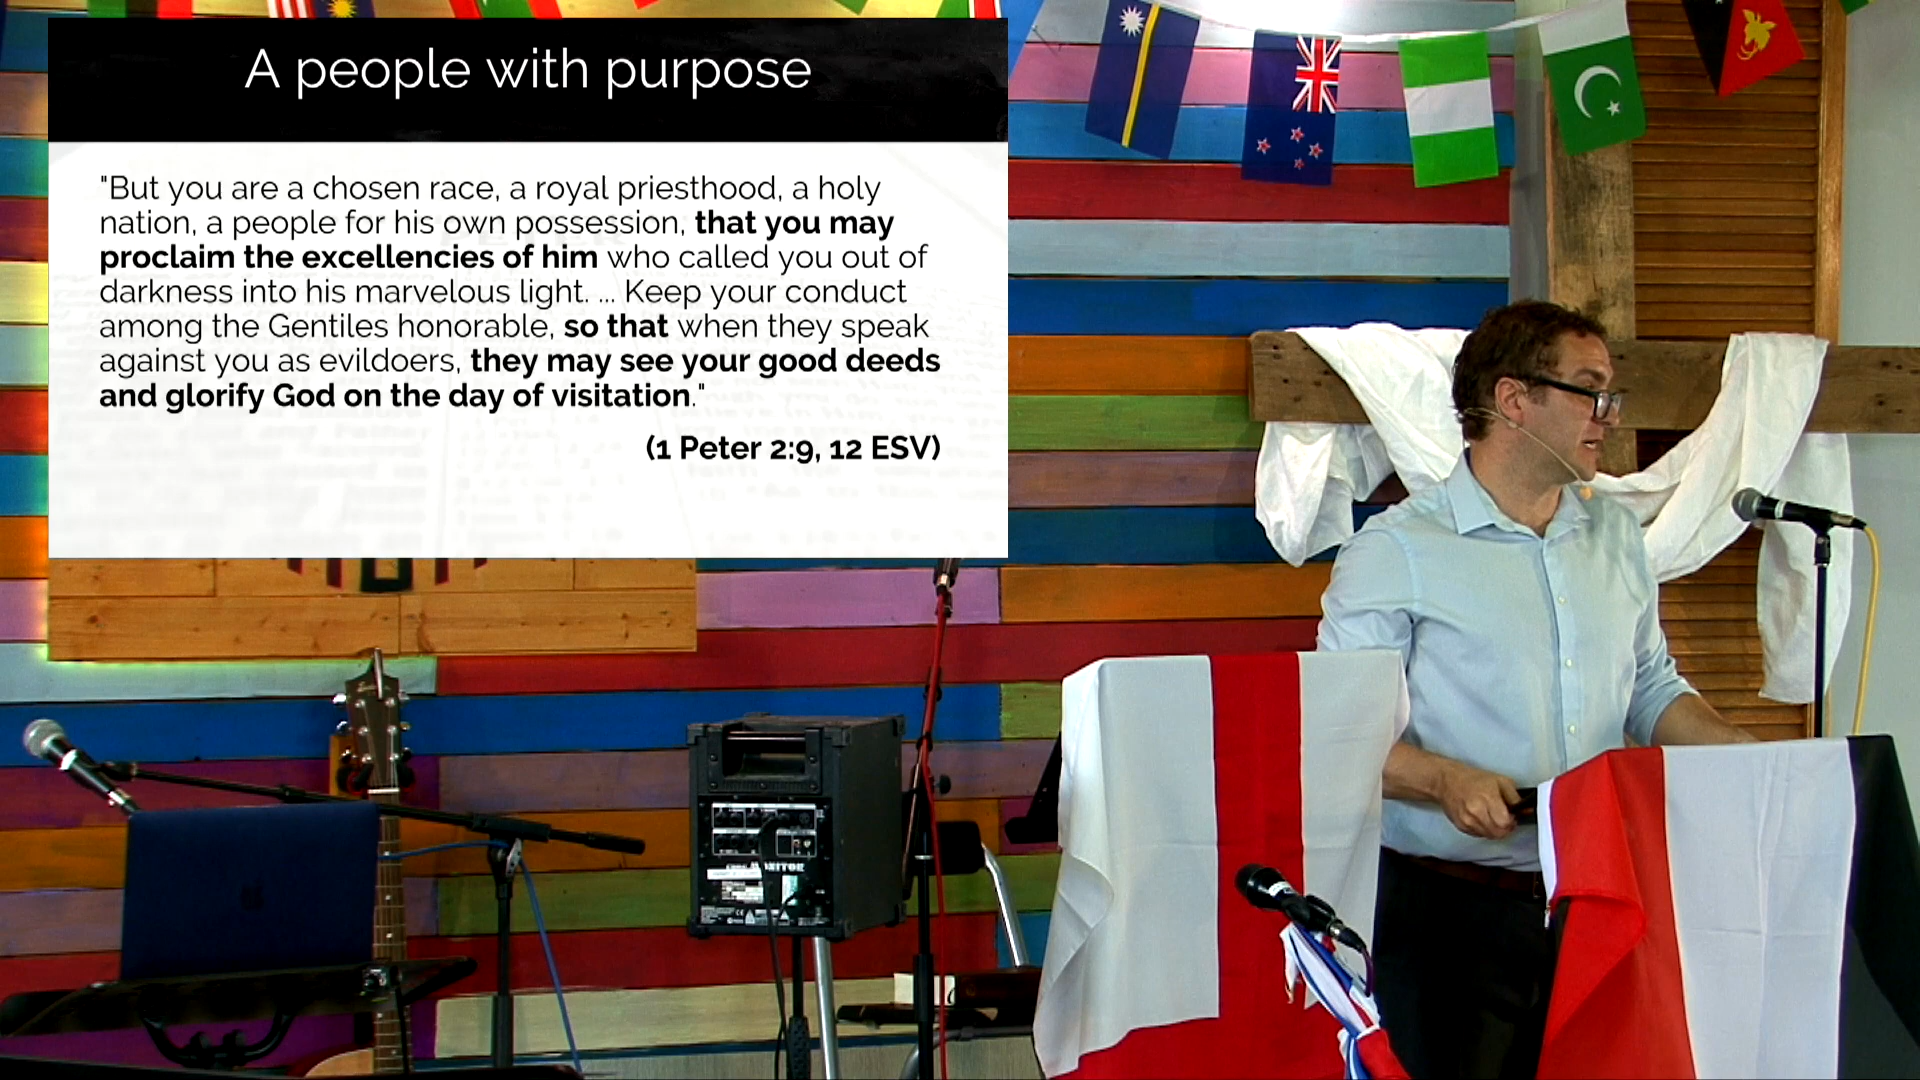 A people with purpose
"But you are a chosen race, a royal priesthood, a holy
nation, a people for his own possession, that you may
proclaim the excellencies of him who called you out of
darkness into his marvelous light. ... Keep your conduct
among the Gentiles honorable, so that when they speak
against you as evildoers, they may see your good deeds
and glorify God on the day of visitation."
(1 Peter 2:9, 12 ESV)